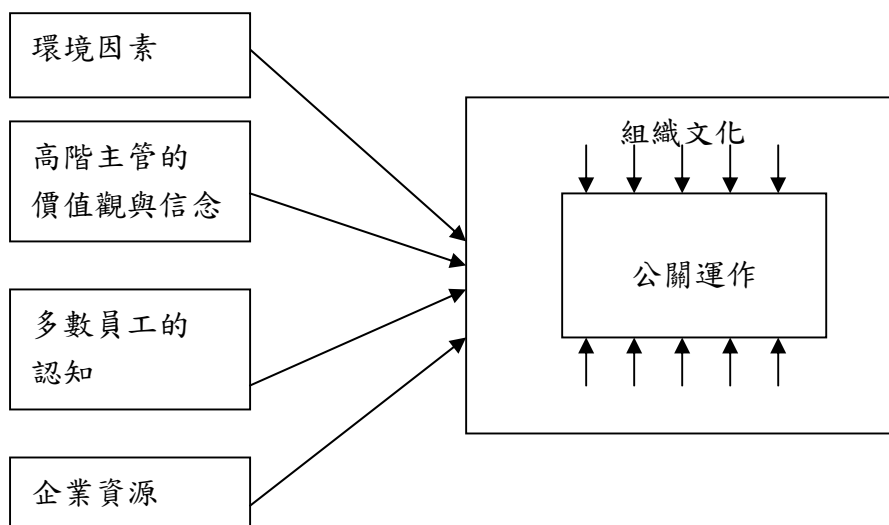 環境因素
高階主管的
價值觀與信念
多數員工的
認知
企業資源
組織文化
公關運作